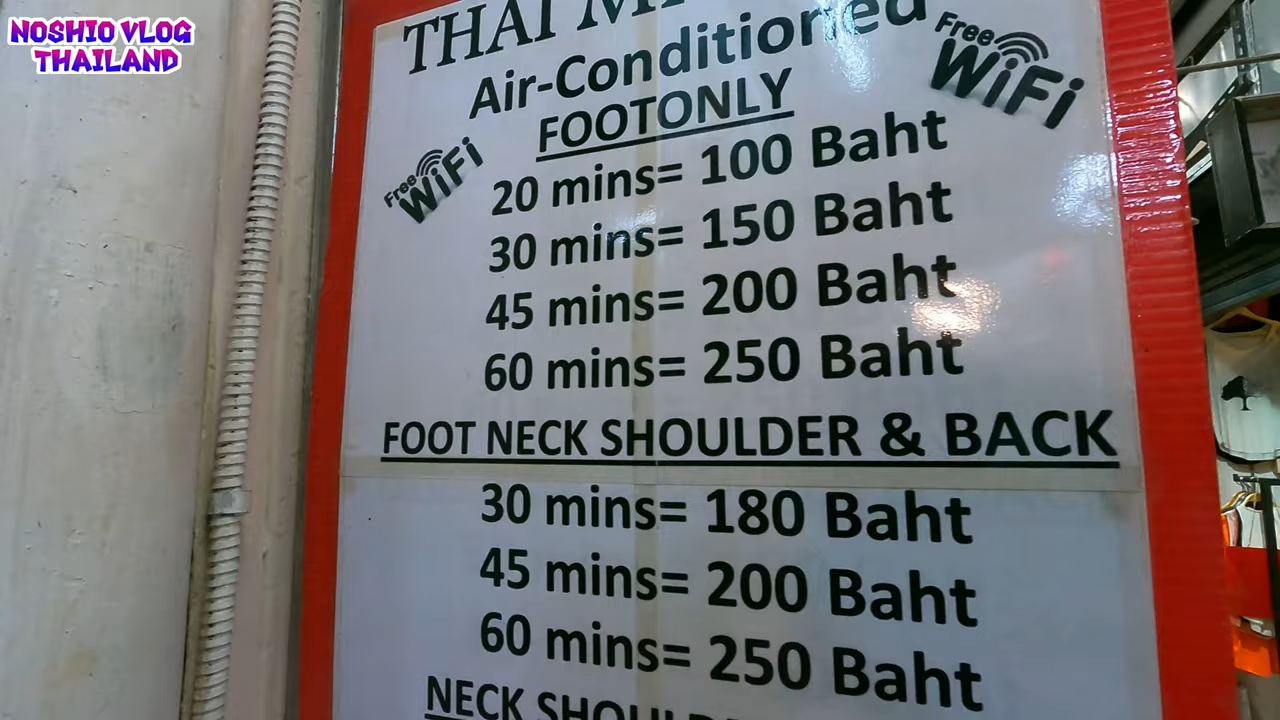 NOSHIO VLOG
THAILAND
THAI
Air-Conditioned
Free WiFi
FOOTONLY
Free WiFi
20 mins= 100 Baht
30 mins= 150 Baht
45 mins= 200 Baht
60 mins= 250 Baht
FOOT NECK SHOULDER & BACK
30 mins= 180 Baht
45 mins= 200 Baht
60 mins= 250 Baht
NECK